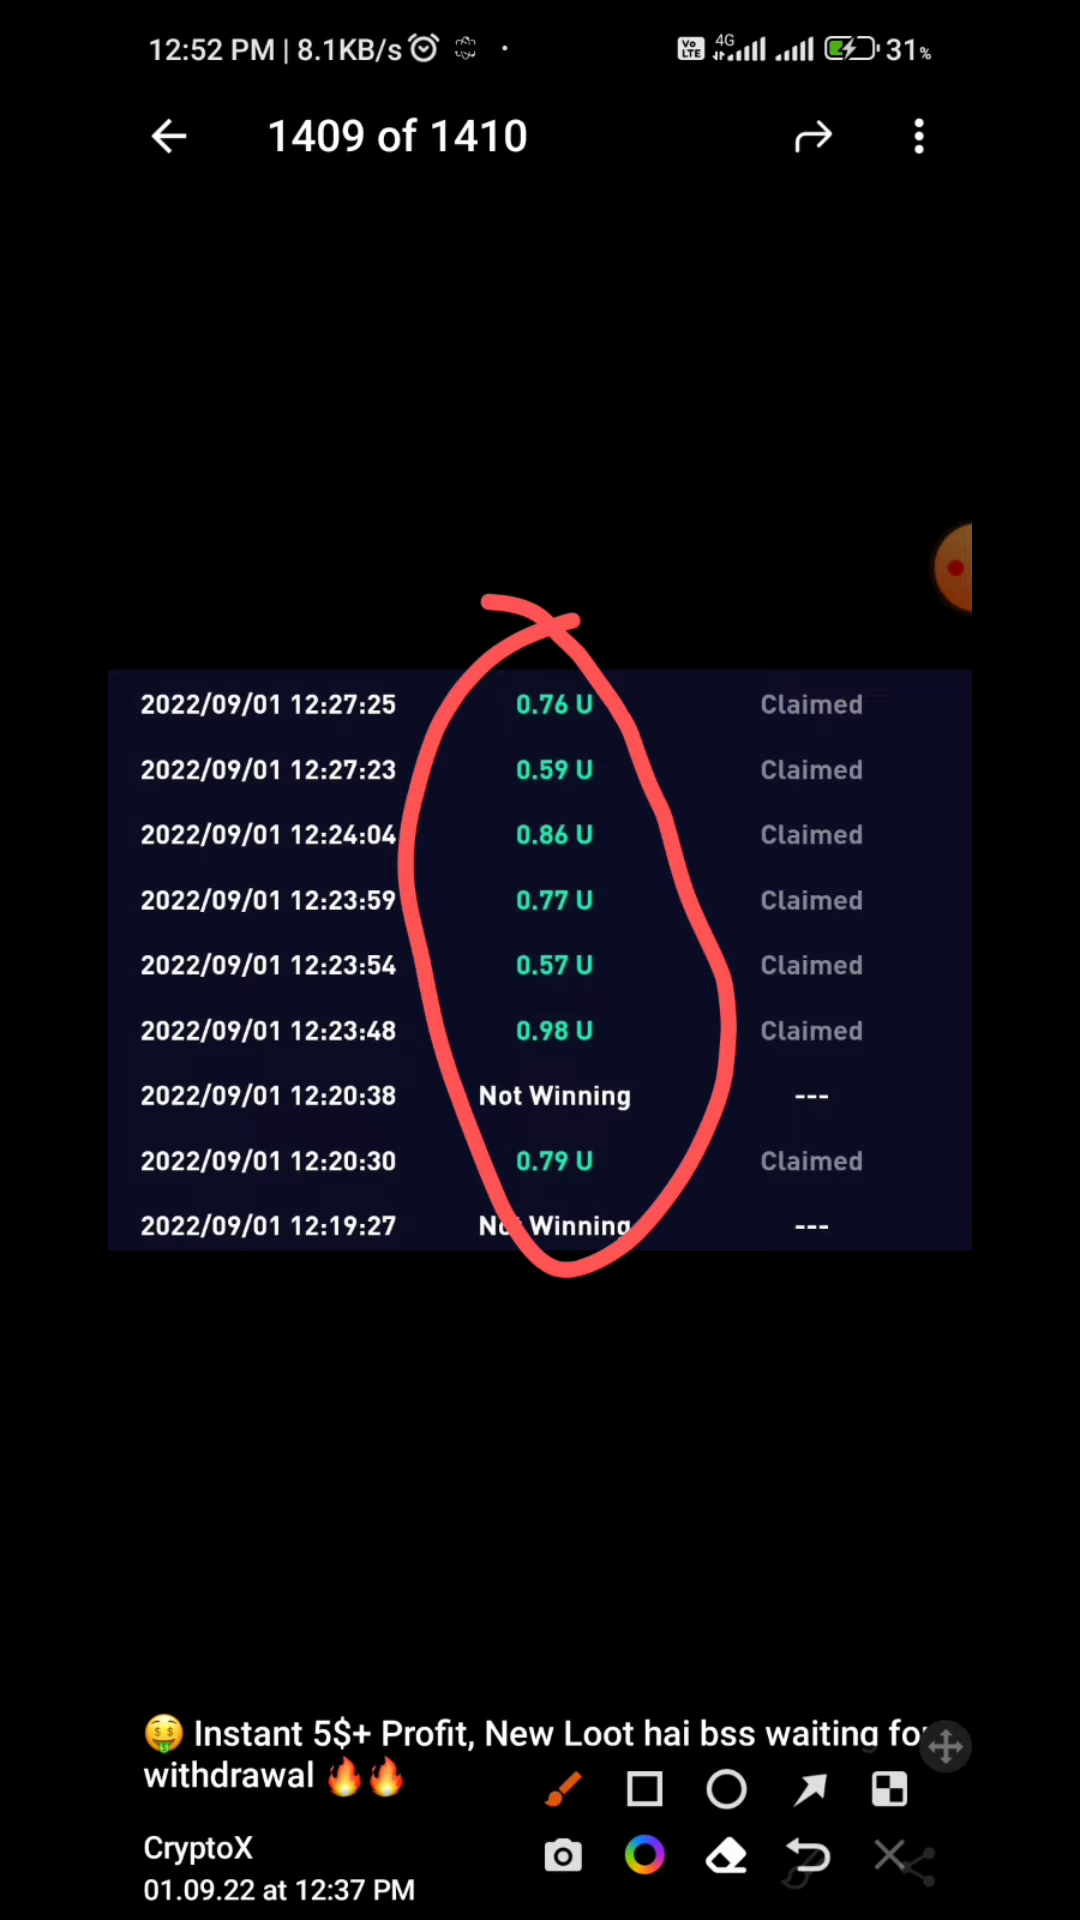 12:52 PM | 8.1KB/s
Vo LTE 4G 31%
1409 of 1410
2022/09/01 12:27:25 0.76 U Claimed
2022/09/01 12:27:23 0.59 U Claimed
2022/09/01 12:24:04 0.86 U Claimed
2022/09/01 12:23:59 0.77 U Claimed
2022/09/01 12:23:54 0.57 U Claimed
2022/09/01 12:23:48 0.98 U Claimed
2022/09/01 12:20:38 Not Winning ---
2022/09/01 12:20:30 0.79 U Claimed
2022/09/01 12:19:27 Not Winning ---
🤑 Instant 5$+ Profit, New Loot hai bss waiting for
withdrawal 🔥🔥
CryptoX
01.09.22 at 12:37 PM